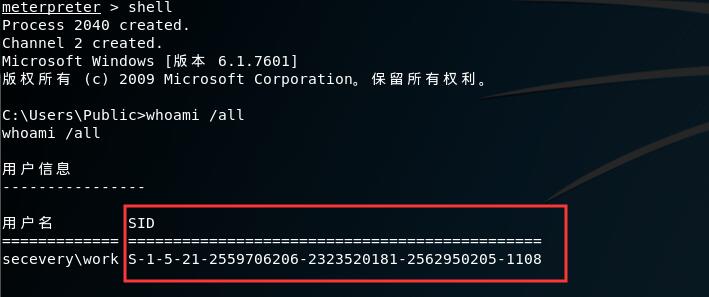 meterpreter > shell
Process 2040 created.
Channel 2 created.
Microsoft Windows [版本 6.1.7601]
版权所有 (c) 2009 Microsoft Corporation。保留所有权利。
C:\Users\Public>whoami /all
whoami /all
用户信息
----------------
用户名 SID
============= ==============================================
secevery\work S-1-5-21-2559706206-2323520181-2562950205-1108